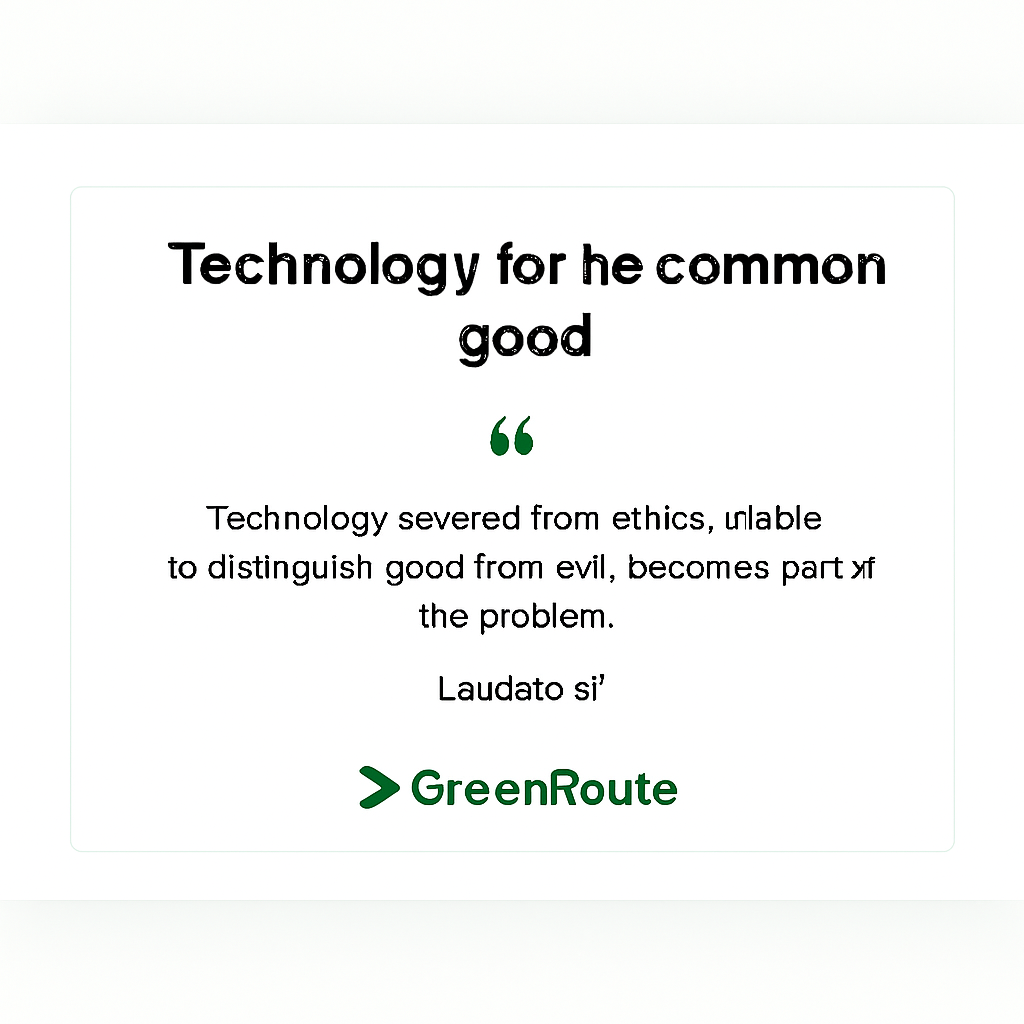 Technology for he common
good
“
Technology severed from ethics,
to distinguish good from evil, becomes part
the problem.
Laudato si’
GreenRoute